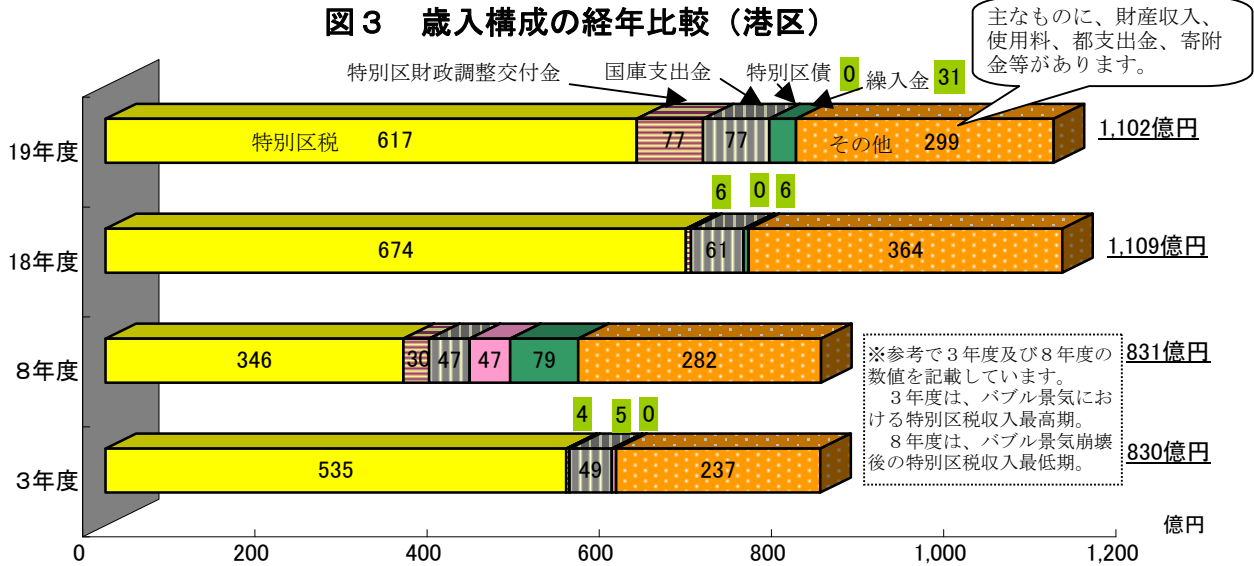 図３　歳入構成の経年比較（港区）
主なものに、財産収入、
使用料、都支出金、寄附
金等があります。
特別区財政調整交付金
国庫支出金
特別区債 0 繰入金 31
19年度
特別区税 617
77
77
その他 299
1,102億円
6 0 6
18年度
674
61
364
1,109億円
8年度
346
30
47
47
79
282
831億円
※参考で３年度及び８年度の
数値を記載しています。
　３年度は、バブル景気にお
ける特別区税収入最高期。
　８年度は、バブル景気崩壊
後の特別区税収入最低期。
4 5 0
3年度
535
49
237
830億円
億円
0 200 400 600 800 1,000 1,200